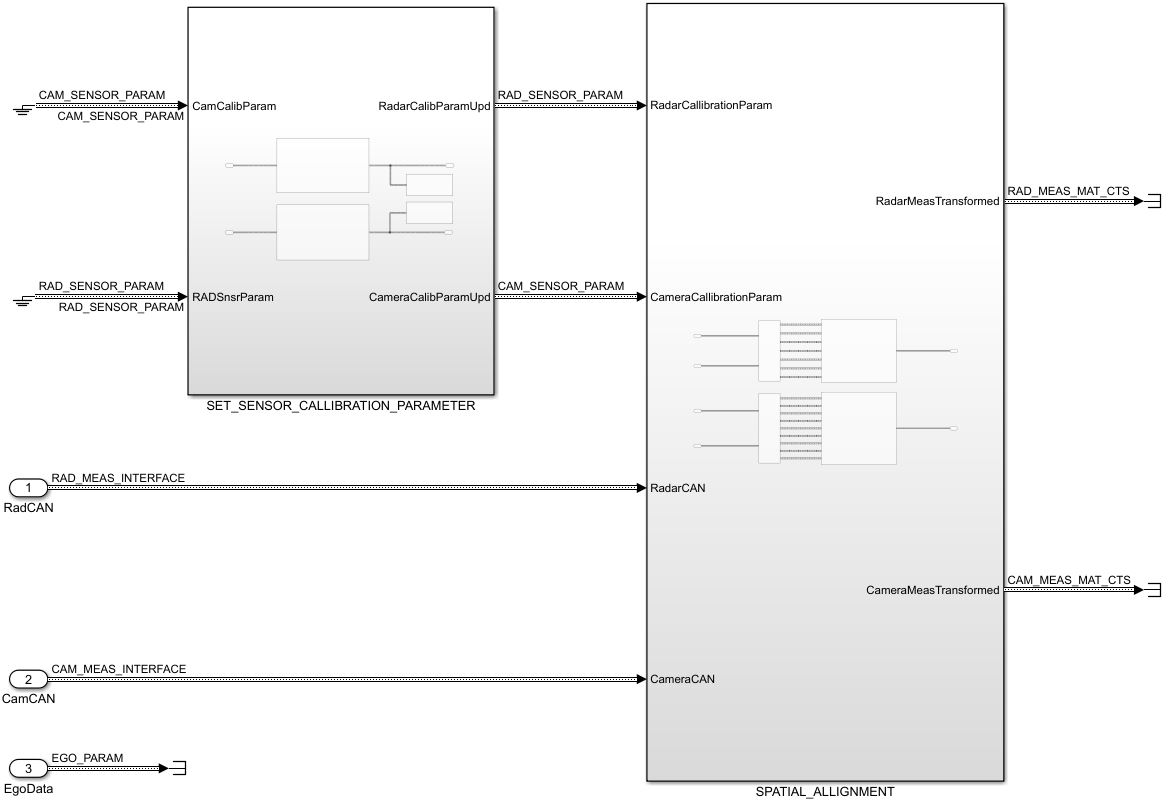 CAM_SENSOR_PARAM
CAM_SENSOR_PARAM
CamCalibParam
RadarCalibParamUpd
RAD_SENSOR_PARAM
RadarCallibrationParam
RadarMeasTransformed
RAD_MEAS_MAT_CTS
RAD_SENSOR_PARAM
RAD_SENSOR_PARAM
RADSnsrParam
CameraCalibParamUpd
CAM_SENSOR_PARAM
CameraCallibrationParam
SET_SENSOR_CALLIBRATION_PARAMETER
1
RadCAN
RAD_MEAS_INTERFACE
RadarCAN
CameraMeasTransformed
CAM_MEAS_MAT_CTS
2
CamCAN
CAM_MEAS_INTERFACE
CameraCAN
3
EgoData
EGO_PARAM
SPATIAL_ALLIGNMENT